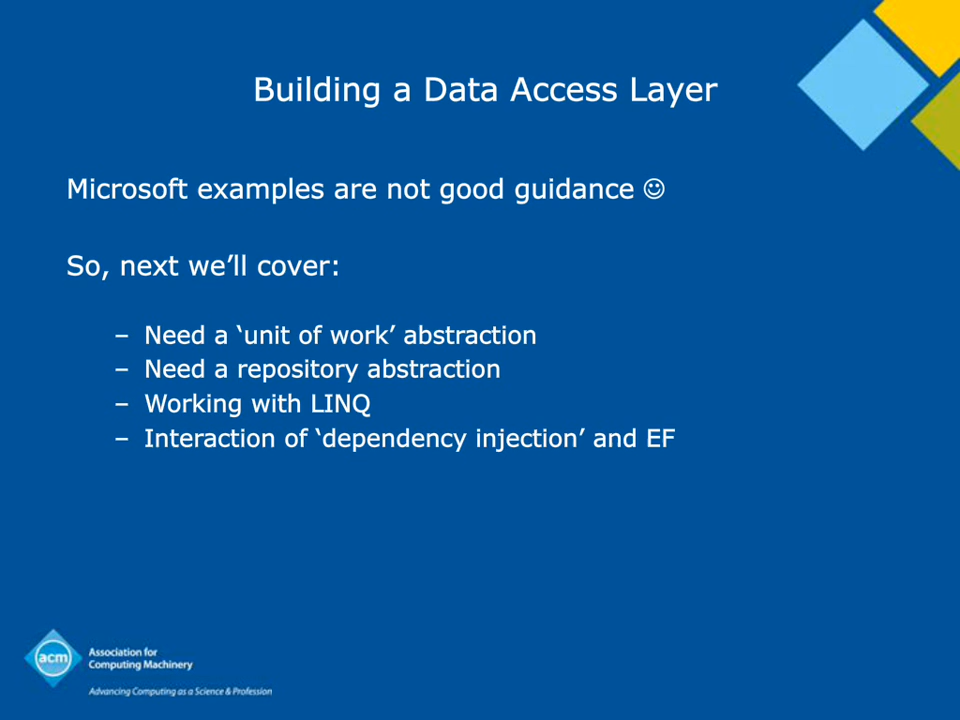 Building a Data Access Layer
Microsoft examples are not good guidance ☺
So, next we’ll cover:
– Need a ‘unit of work’ abstraction
– Need a repository abstraction
– Working with LINQ
– Interaction of ‘dependency injection’ and EF
acm
Association for
Computing Machinery
Advancing Computing as a Science & Profession